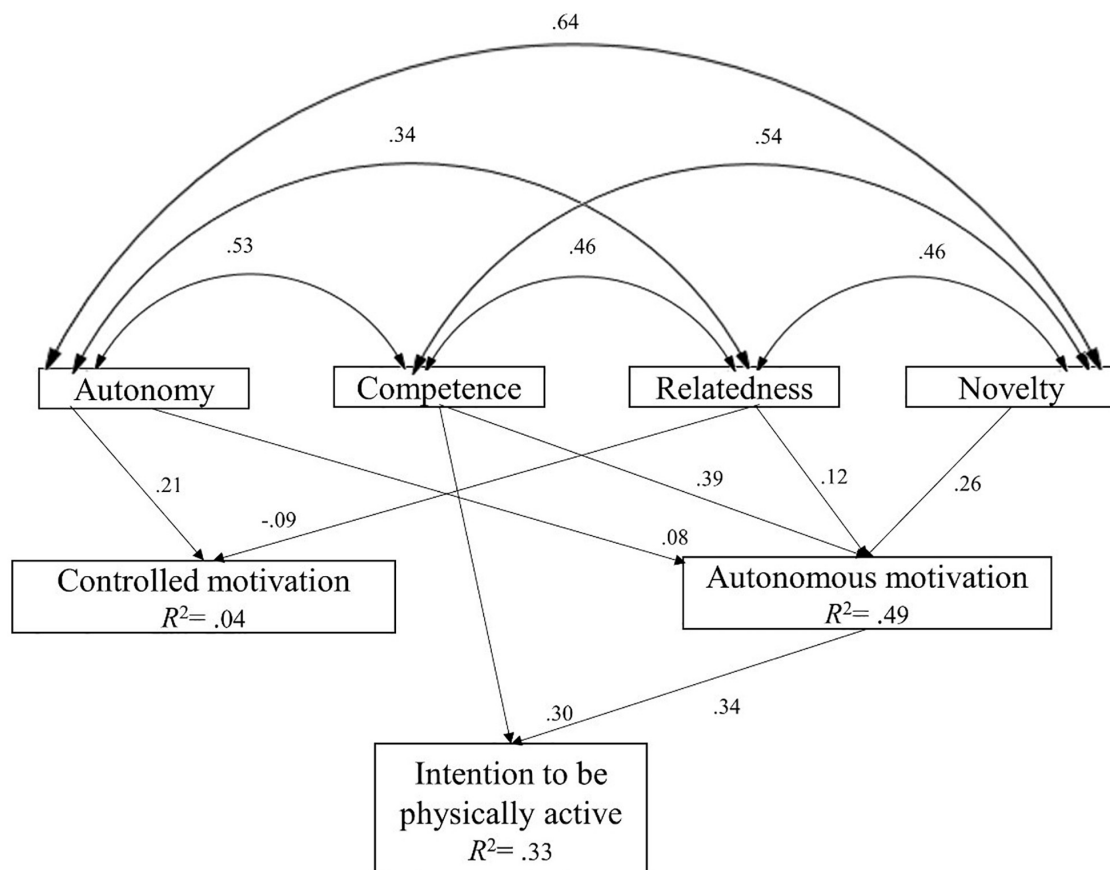 .64
.34
.54
.53
.46
.46
Autonomy
Competence
Relatedness
Novelty
.21
-.09
.39
.12
.26
.08
Controlled motivation
R²= .04
Autonomous motivation
R²= .49
.30
.34
Intention to be
physically active
R²= .33